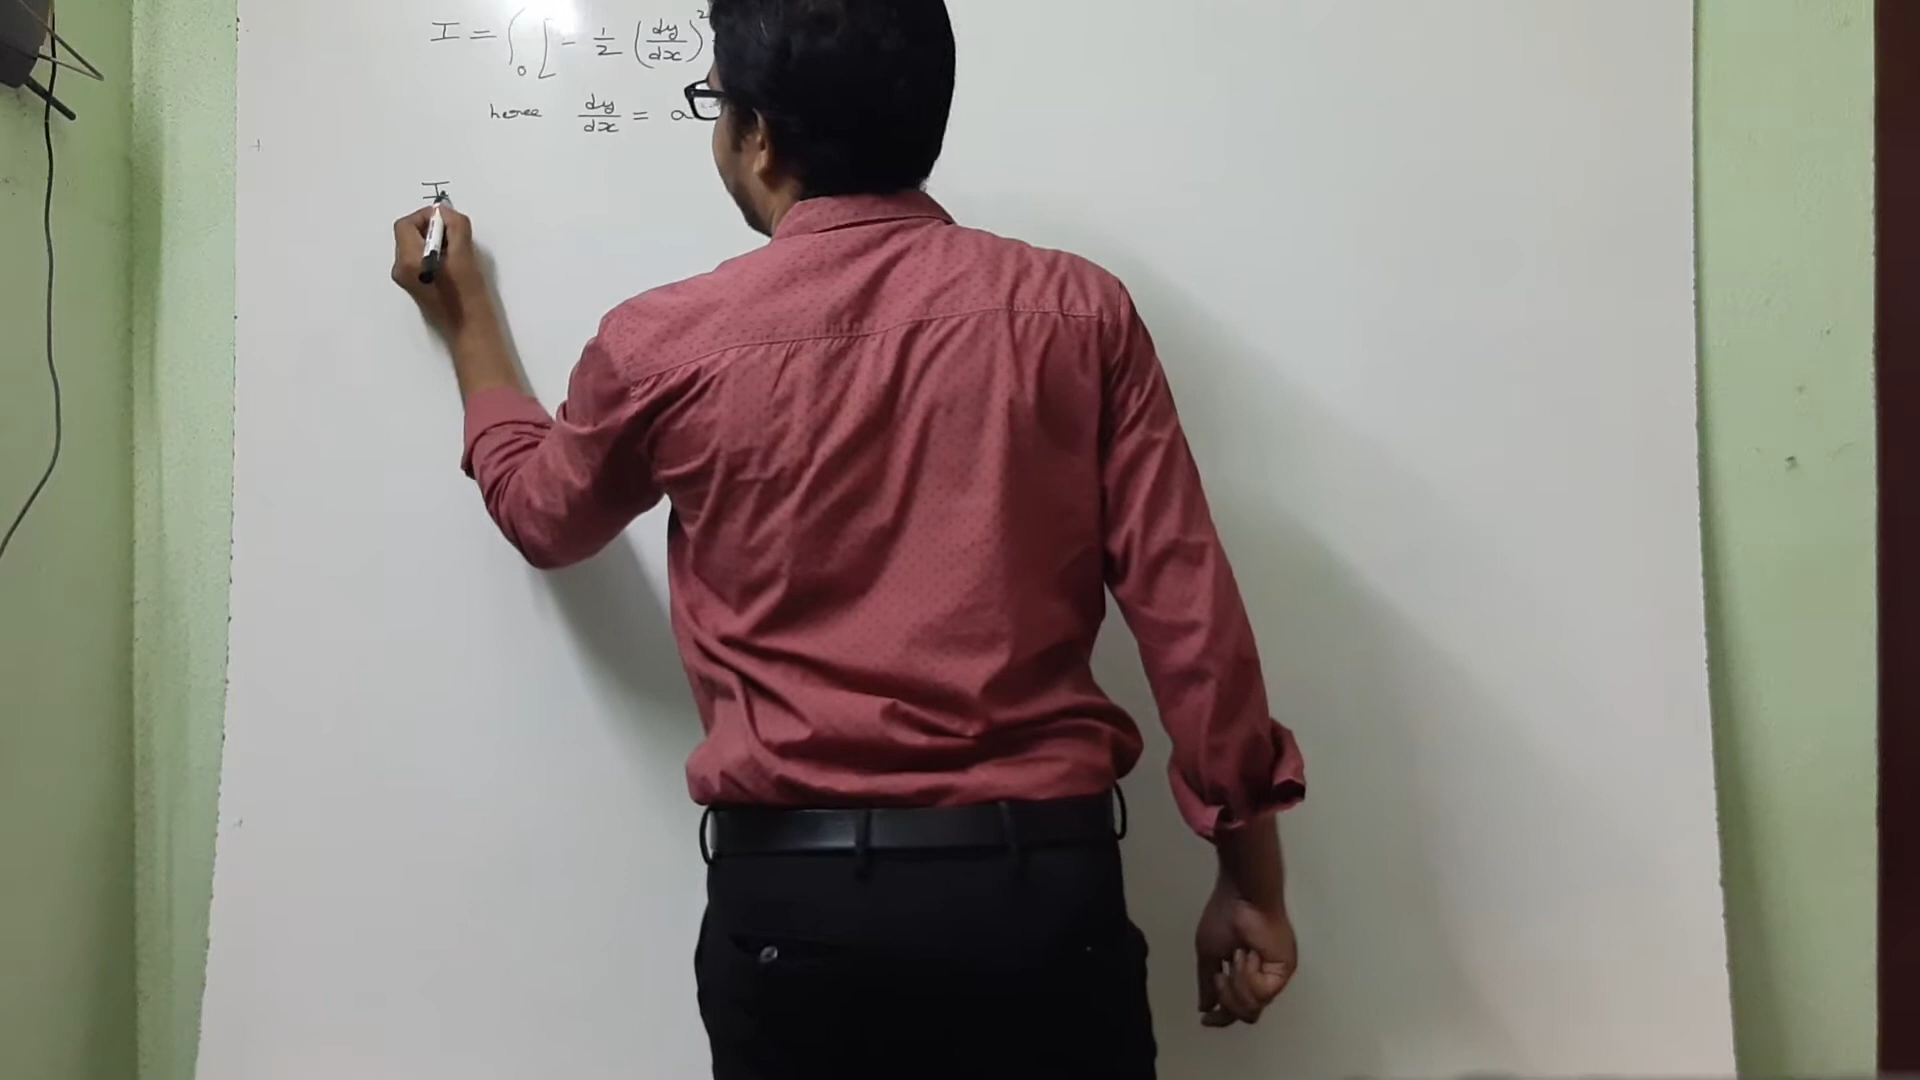 I = ∫₀ [ - 1/2 (dy/dx)²
here dy/dx = a
I